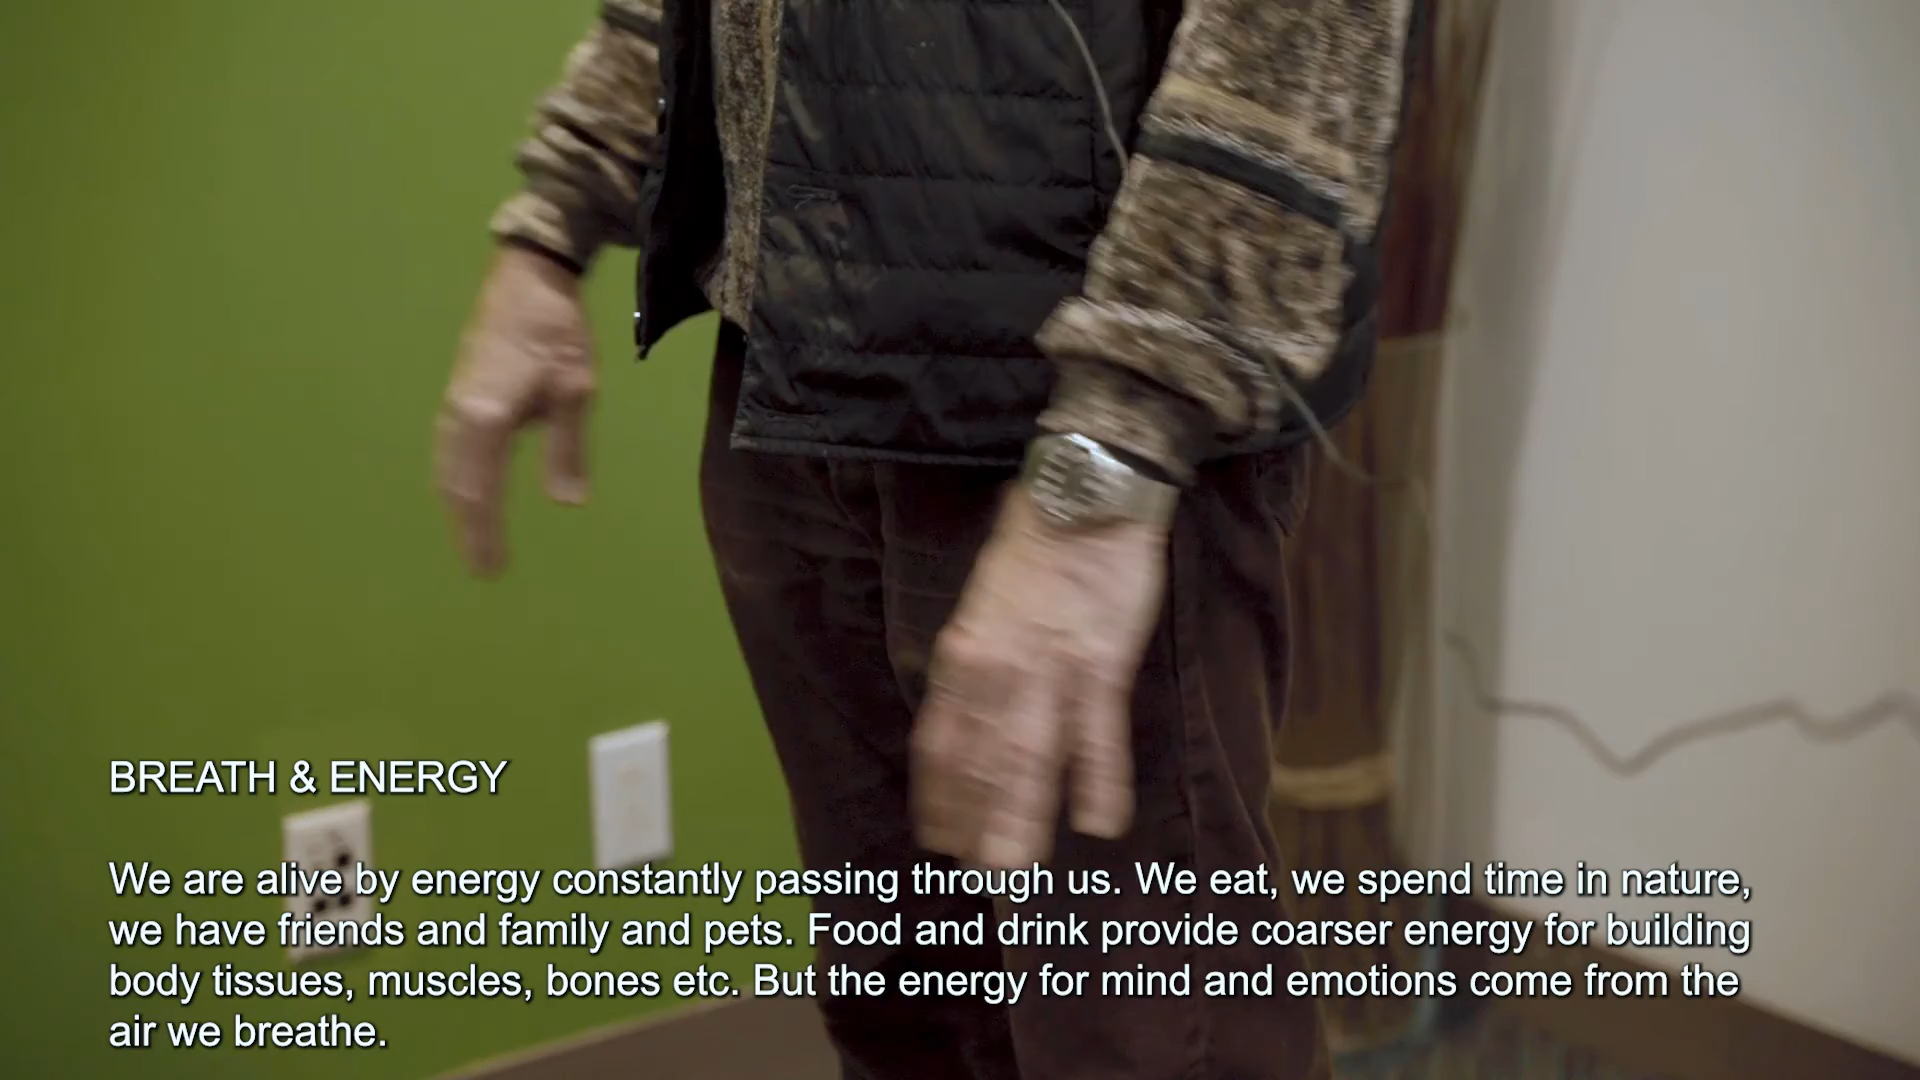 BREATH & ENERGY
We are alive by energy constantly passing through us. We eat, we spend time in nature,
we have friends and family and pets. Food and drink provide coarser energy for building
body tissues, muscles, bones etc. But the energy for mind and emotions come from the
air we breathe.